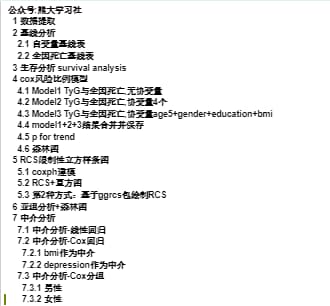 公众号:熊大学习社
1 数据提取
2 基线分析
2.1 自变量基线表
2.2 全因死亡基线表
3 生存分析 survival analysis
4 cox风险比例模型
4.1 Model1 TyG与全因死亡,无协变量
4.2 Model2 TyG与全因死亡,协变量4个
4.3 Model3 TyG与全因死亡,协变量age5+gender+education+bmi
4.4 model1+2+3结果合并并保存
4.5 p for trend
4.6 森林图
5 RCS限制性立方样条图
5.1 coxph建模
5.2 RCS+直方图
5.3 第2种方式：基于ggrcs包绘制RCS
6 亚组分析+森林图
7 中介分析
7.1 中介分析-线性回归
7.2 中介分析-Cox回归
7.2.1 bmi作为中介
7.2.2 depression作为中介
7.3 中介分析-Cox分组
7.3.1 男性
7.3.2 女性